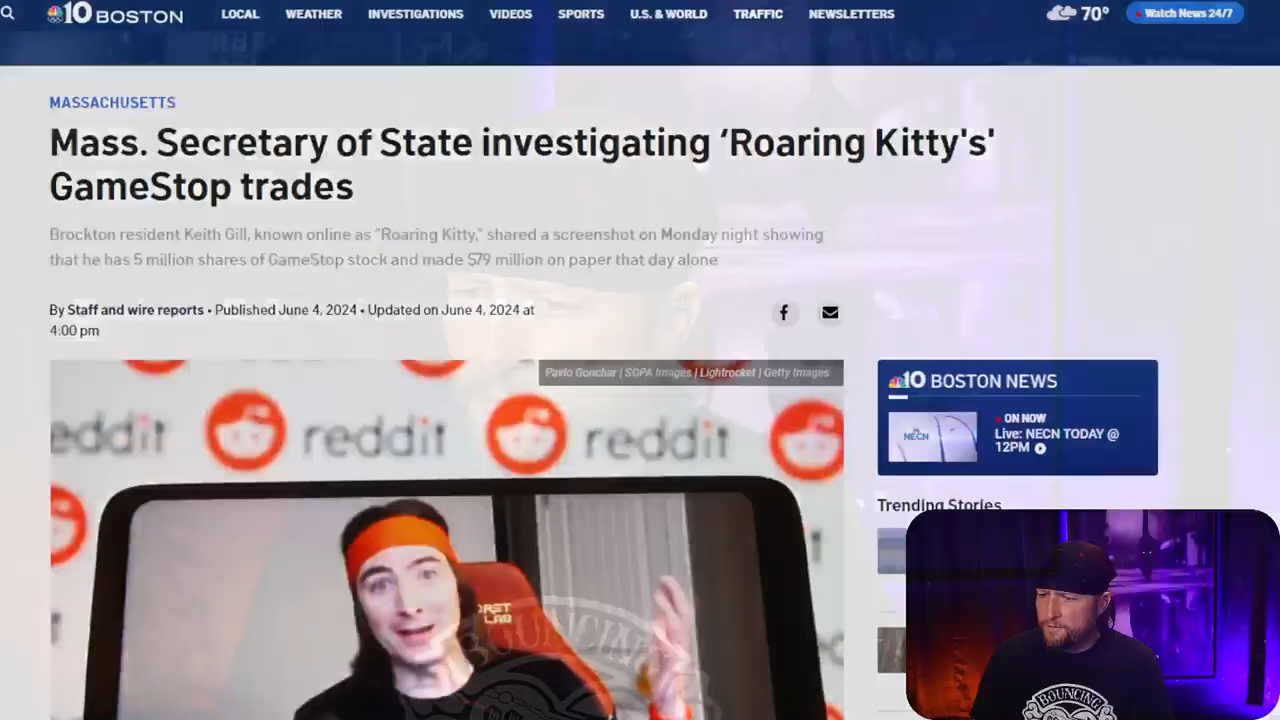 10 BOSTON
LOCAL WEATHER INVESTIGATIONS VIDEOS SPORTS U.S. & WORLD TRAFFIC NEWSLETTERS
70°
Watch News 24/7
MASSACHUSETTS
Mass. Secretary of State investigating ‘Roaring Kitty's'
GameStop trades
Brockton resident Keith Gill, known online as "Roaring Kitty," shared a screenshot on Monday night showing
that he has 5 million shares of GameStop stock and made $79 million on paper that day alone
By Staff and wire reports • Published June 4, 2024 • Updated on June 4, 2024 at
4:00 pm
Pavlo Gonchar | SOPA Images | Lightrocket | Getty Images
eddit reddit reddit
10 BOSTON NEWS
ON NOW
NECN
Live: NECN TODAY @
12PM
Trending Stories
BOUNCING
BOUNCING